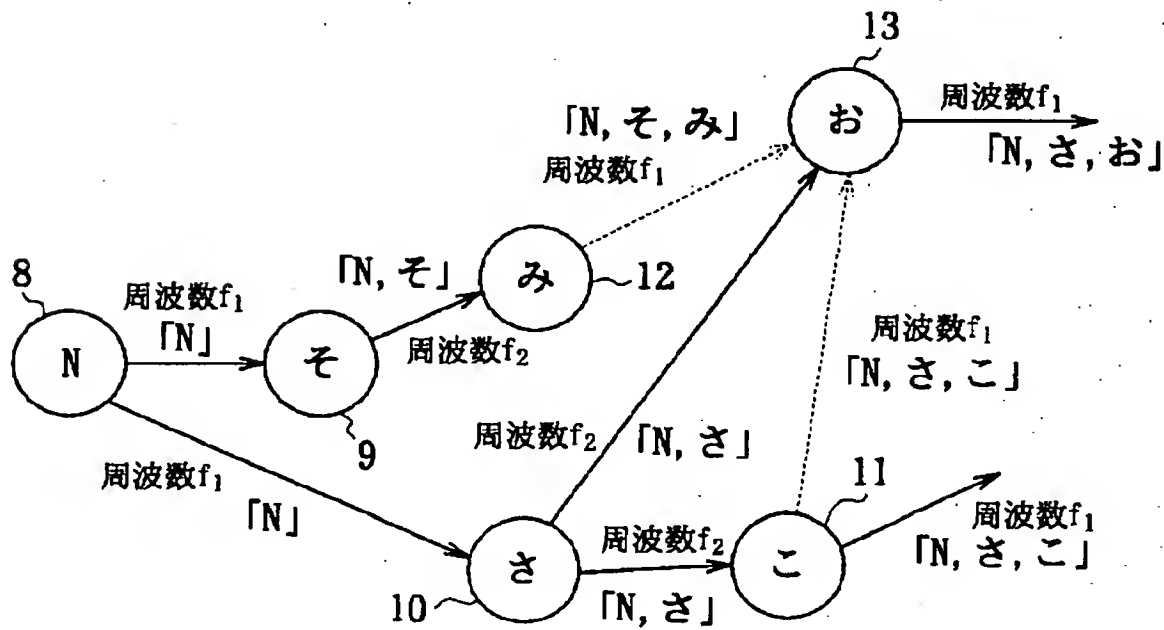 13
お
周波数f₁
「N, さ, お」
「N, そ, み」
周波数f₁
8
N
周波数f₁
「N」
そ
9
「N, そ」
周波数f₂
み
12
周波数f₁
「N, さ, こ」
周波数f₂
「N, さ」
周波数f₁
「N」
さ
10
周波数f₂
「N, さ」
こ
11
周波数f₁
「N, さ, こ」